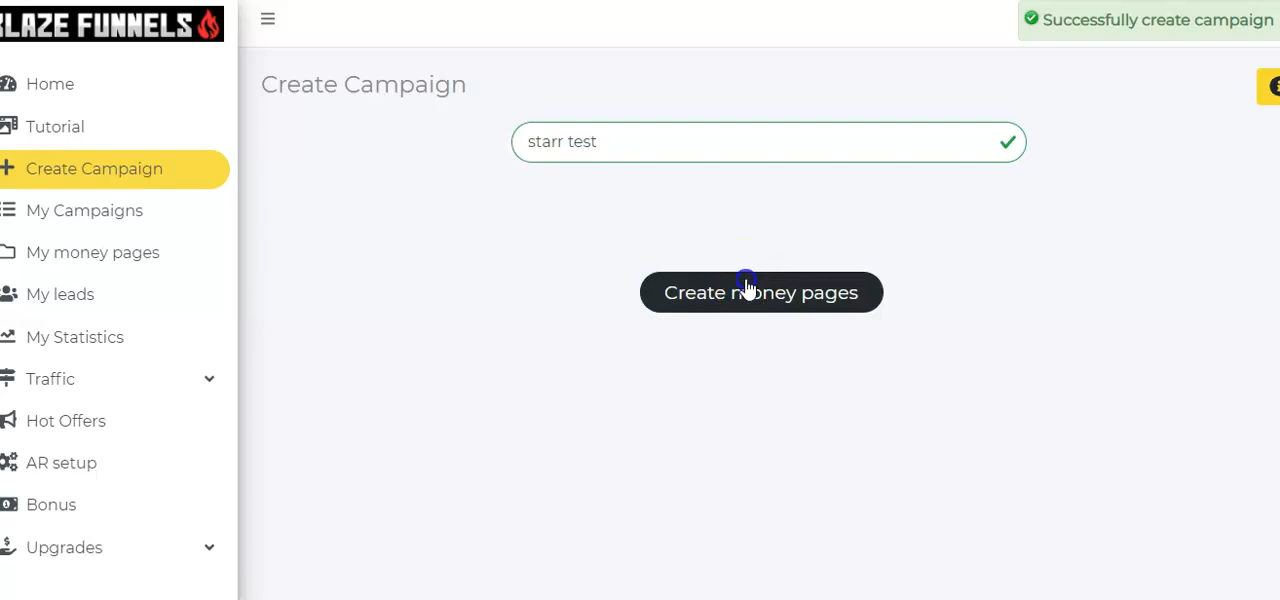 LAZE FUNNELS
Successfully create campaign
Home
Create Campaign
Tutorial
starr test
Create Campaign
My Campaigns
My money pages
Create money pages
My leads
My Statistics
Traffic
Hot Offers
AR setup
Bonus
Upgrades